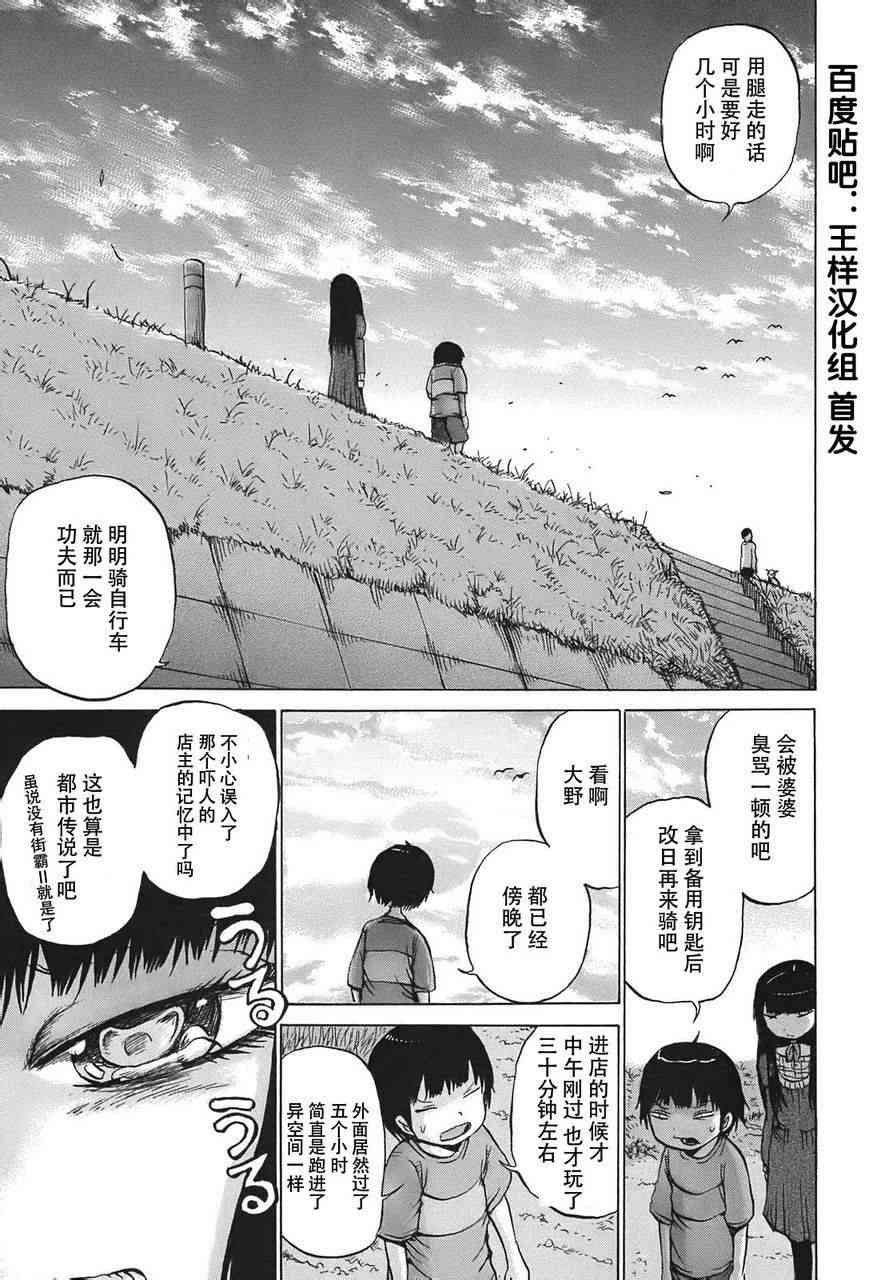 百度贴吧：王样汉化组 首发
用腿走的话
可是要好
几个小时啊
明明骑自行车
就那一会
功夫而已
会被婆婆
臭骂一顿的吧
拿到备用钥匙后
改日再来骑吧
看啊
大野
都已经
傍晚了
进店的时候才
中午刚过 也才玩了
三十分钟左右
外面居然过了
五个小时
简直是跑进了
异空间一样
不小心误入了
那个吓人的
店主的记忆中了吗
这也算是
都市传说了吧
虽说没有街霸II就是了
うる
うる